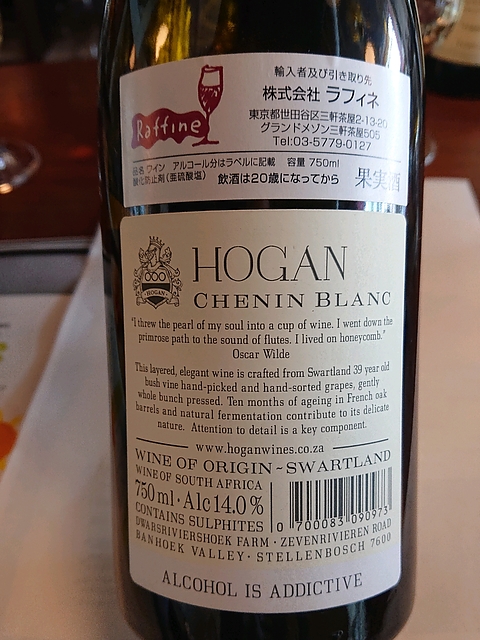 Raffine
輸入者及び引き取り先
株式会社 ラフィネ
東京都世田谷区三軒茶屋2-13-20
グランドメゾン三軒茶屋505
Tel:03-5779-0127
品名 ワイン アルコール分はラベルに記載 容量 750ml
酸化防止剤(亜硫酸塩) 飲酒は20歳になってから 果実酒
HOGAN
HOGAN
CHENIN BLANC
"I threw the pearl of my soul into a cup of wine. I went down the
primrose path to the sound of flutes. I lived on honeycomb."
Oscar Wilde
This layered, elegant wine is crafted from Swartland 39 year old
bush vine hand-picked and hand-sorted grapes, gently
whole bunch pressed. Ten months of ageing in French oak
barrels and natural fermentation contribute to its delicate
nature. Attention to detail is a key component.
www.hoganwines.co.za
WINE OF ORIGIN~SWARTLAND
WINE OF SOUTH AFRICA
750 ml · Alc 14.0%
CONTAINS SULPHITES
0 700083 090973
DWARSRIVIERSHOEK FARM · ZEVENRIVIEREN ROAD
BANHOEK VALLEY · STELLENBOSCH 7600
ALCOHOL IS ADDICTIVE